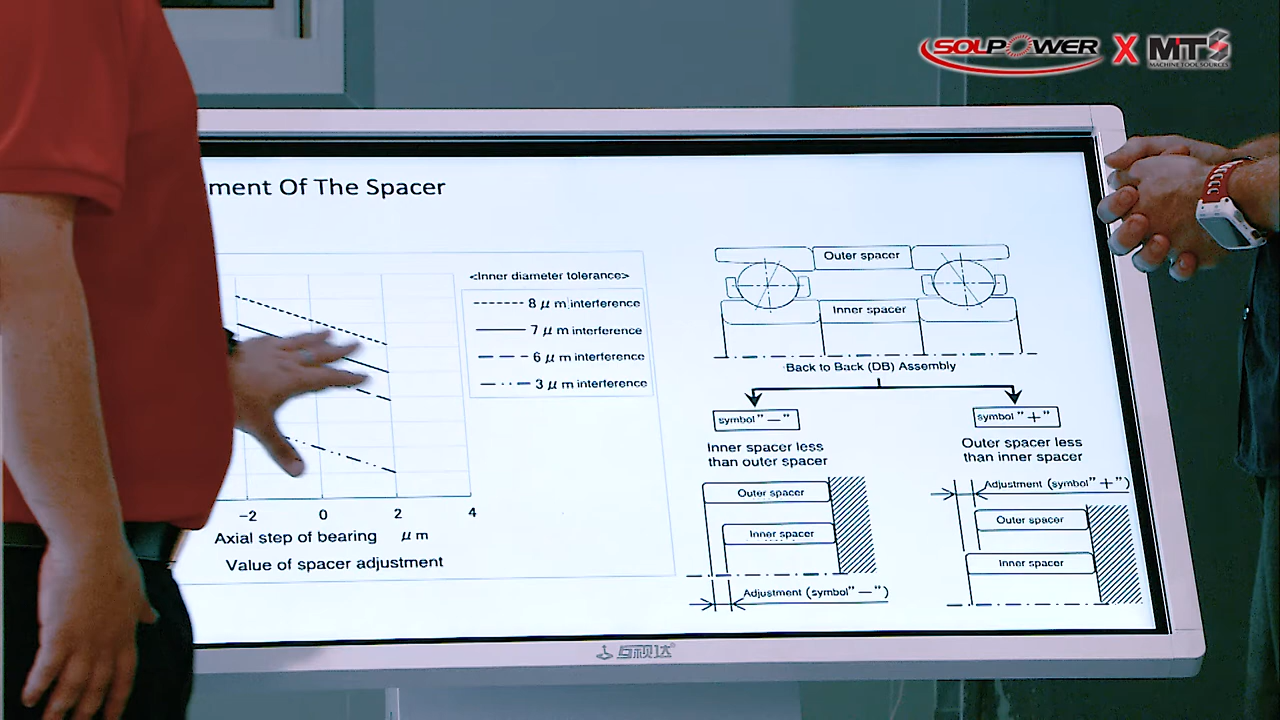 SOLPOWER X MTS
MACHINE TOOL SOURCES
ment Of The Spacer
<Inner diameter tolerance>
8 μ m interference
7 μ m interference
6 μ m interference
3 μ m interference
-2 0 2 4
Axial step of bearing μ m
Value of spacer adjustment
Outer spacer
Inner spacer
Back to Back (DB) Assembly
symbol"—"
Inner spacer less
than outer spacer
Outer spacer
Inner spacer
Adjustment (symbol"—")
symbol"+"
Outer spacer less
than inner spacer
Adjustment (symbol"+")
Outer spacer
Inner spacer